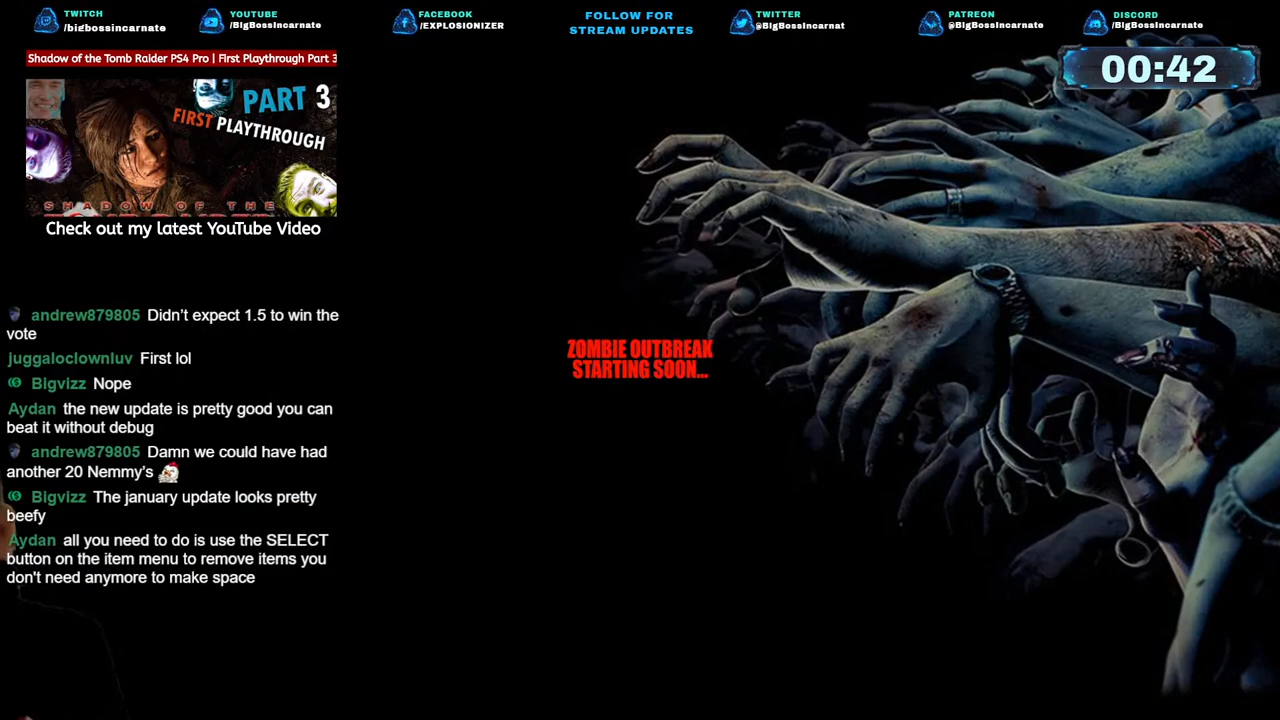 TWITCH
/bigbossincarnate
YOUTUBE
/BigBossIncarnate
FACEBOOK
/EXPLOSIONIZER
FOLLOW FOR
STREAM UPDATES
TWITTER
@BigBossIncarnat
PATREON
@BigBossIncarnate
DISCORD
/BigBossIncarnate
00:42
Shadow of the Tomb Raider PS4 Pro | First Playthrough Part 3
PART 3
FIRST PLAYTHROUGH
SHADOW OF THE
Check out my latest YouTube Video
andrew879805 Didn't expect 1.5 to win the
vote
juggaloclownluv First lol
Bigvizz Nope
Aydan the new update is pretty good you can
beat it without debug
andrew879805 Damn we could have had
another 20 Nemmy's
Bigvizz The january update looks pretty
beefy
Aydan all you need to do is use the SELECT
button on the item menu to remove items you
don't need anymore to make space
ZOMBIE OUTBREAK
STARTING SOON...